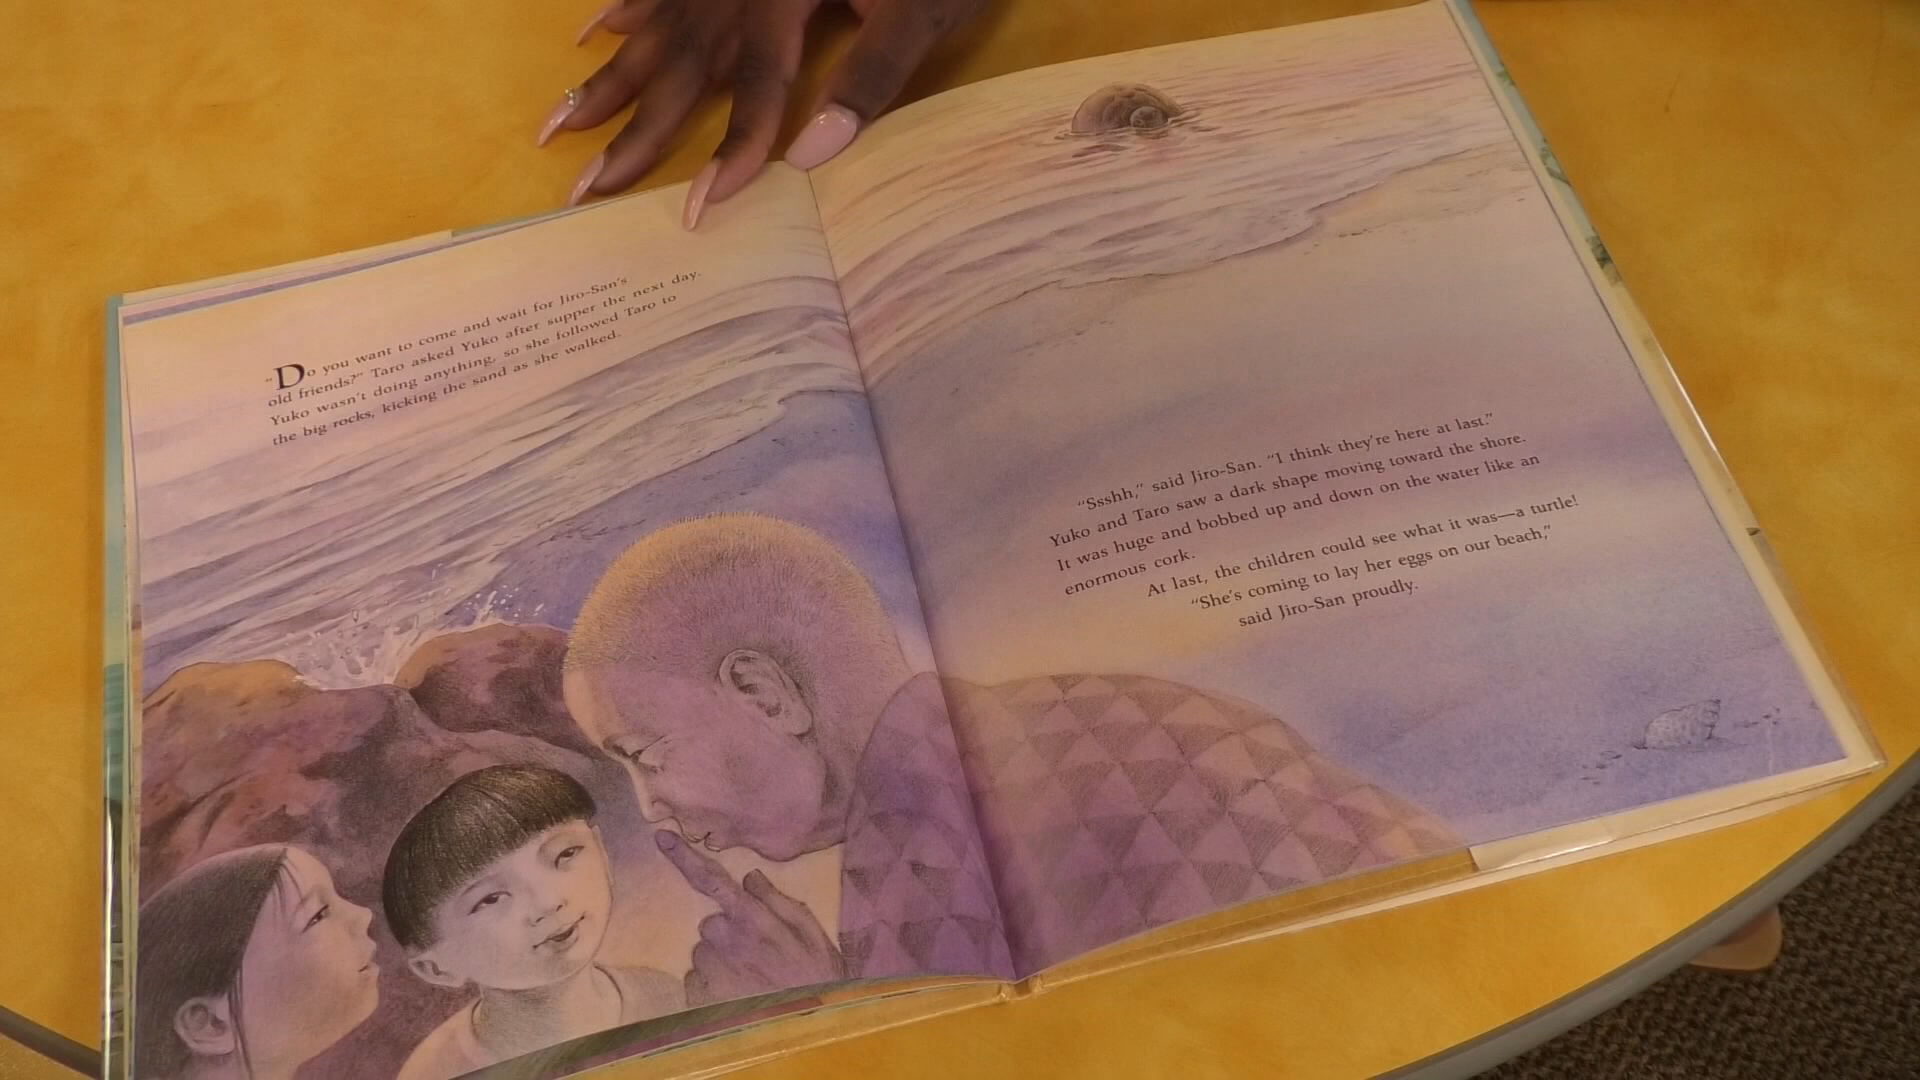 “Do you want to come and wait for Jiro-San's
old friends?” Taro asked Yuko after supper the next day.
Yuko wasn't doing anything, so she followed Taro to
the big rocks, kicking the sand as she walked.
“Ssshh,” said Jiro-San. “I think they're here at last.”
Yuko and Taro saw a dark shape moving toward the shore.
It was huge and bobbed up and down on the water like an
enormous cork.
At last, the children could see what it was—a turtle!
“She's coming to lay her eggs on our beach,”
said Jiro-San proudly.